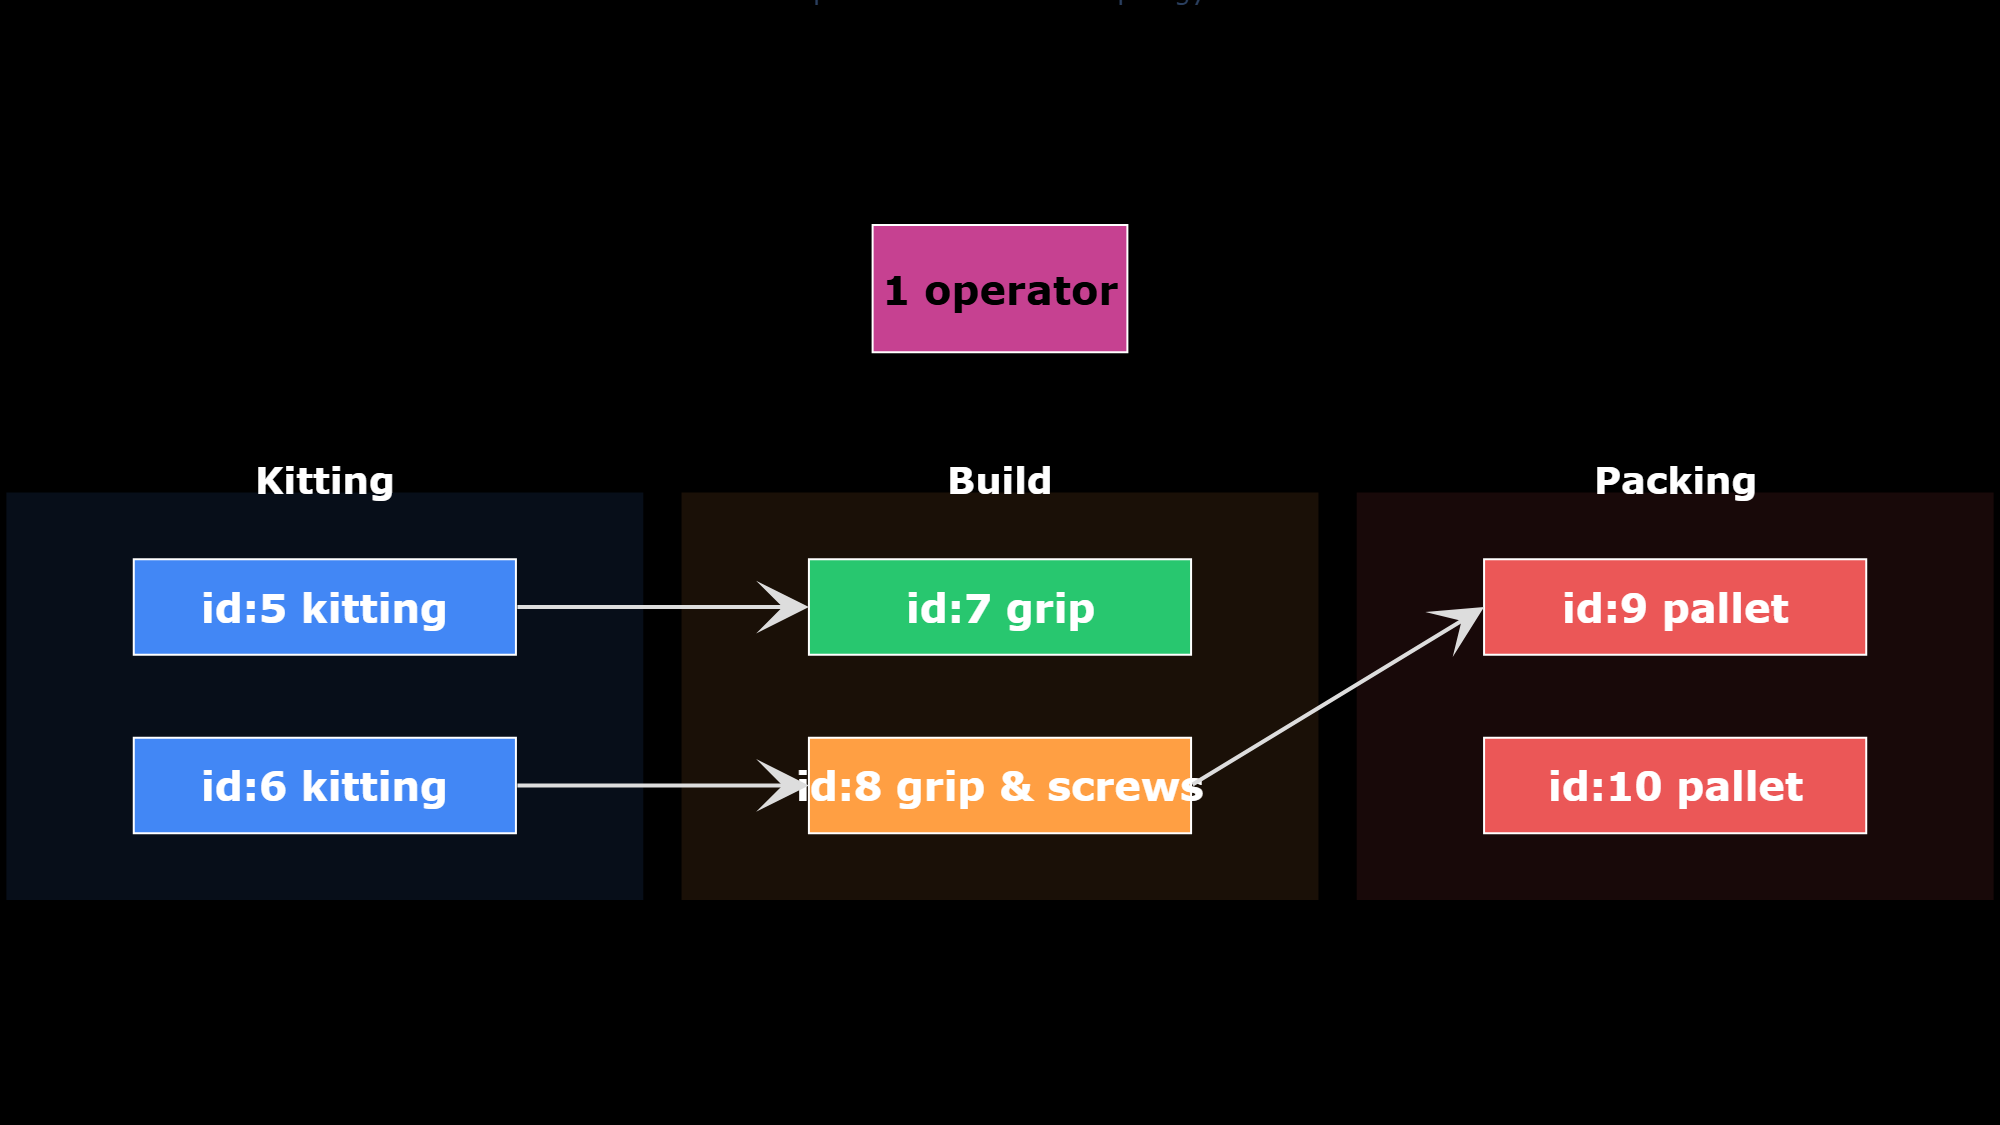 1 operator
Kitting
Build
Packing
id:5 kitting
id:7 grip
id:9 pallet
id:6 kitting
id:8 grip & screws
id:10 pallet